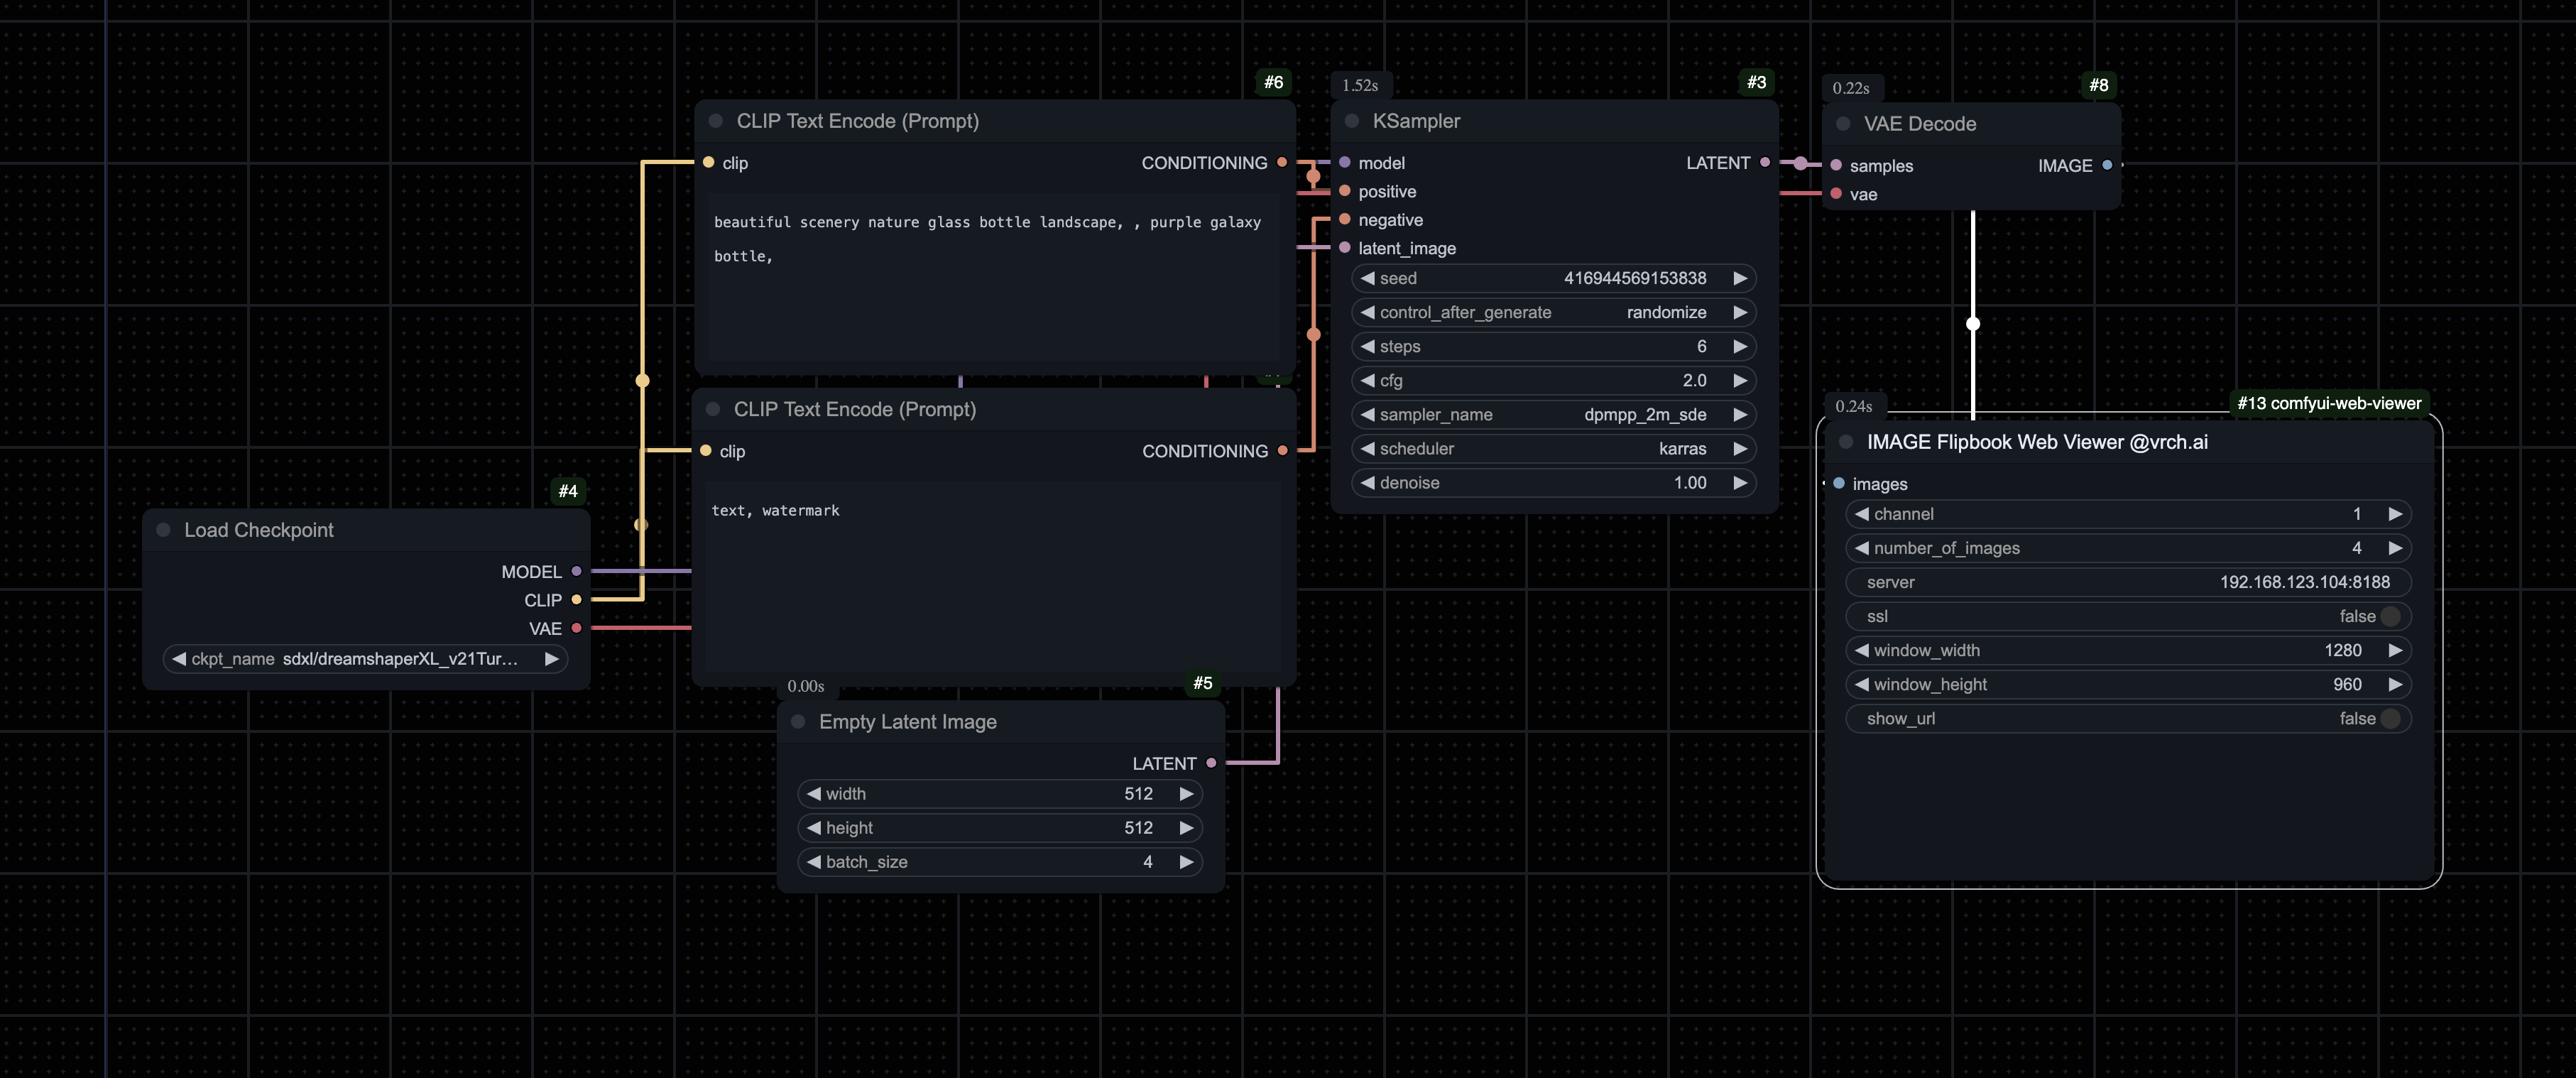 #4
Load Checkpoint
MODEL
CLIP
VAE
ckpt_name sdxl/dreamshaperXL_v21Tur...
#6
CLIP Text Encode (Prompt)
clip CONDITIONING
beautiful scenery nature glass bottle landscape, , purple galaxy
bottle,
CLIP Text Encode (Prompt)
clip CONDITIONING
text, watermark
0.00s #5
Empty Latent Image
LATENT
width 512
height 512
batch_size 4
1.52s #3
KSampler
model LATENT
positive
negative
latent_image
seed 416944569153838
control_after_generate randomize
steps 6
cfg 2.0
sampler_name dpmpp_2m_sde
scheduler karras
denoise 1.00
0.22s #8
VAE Decode
samples IMAGE
vae
0.24s #13 comfyui-web-viewer
IMAGE Flipbook Web Viewer @vrch.ai
images
channel 1
number_of_images 4
server 192.168.123.104:8188
ssl false
window_width 1280
window_height 960
show_url false